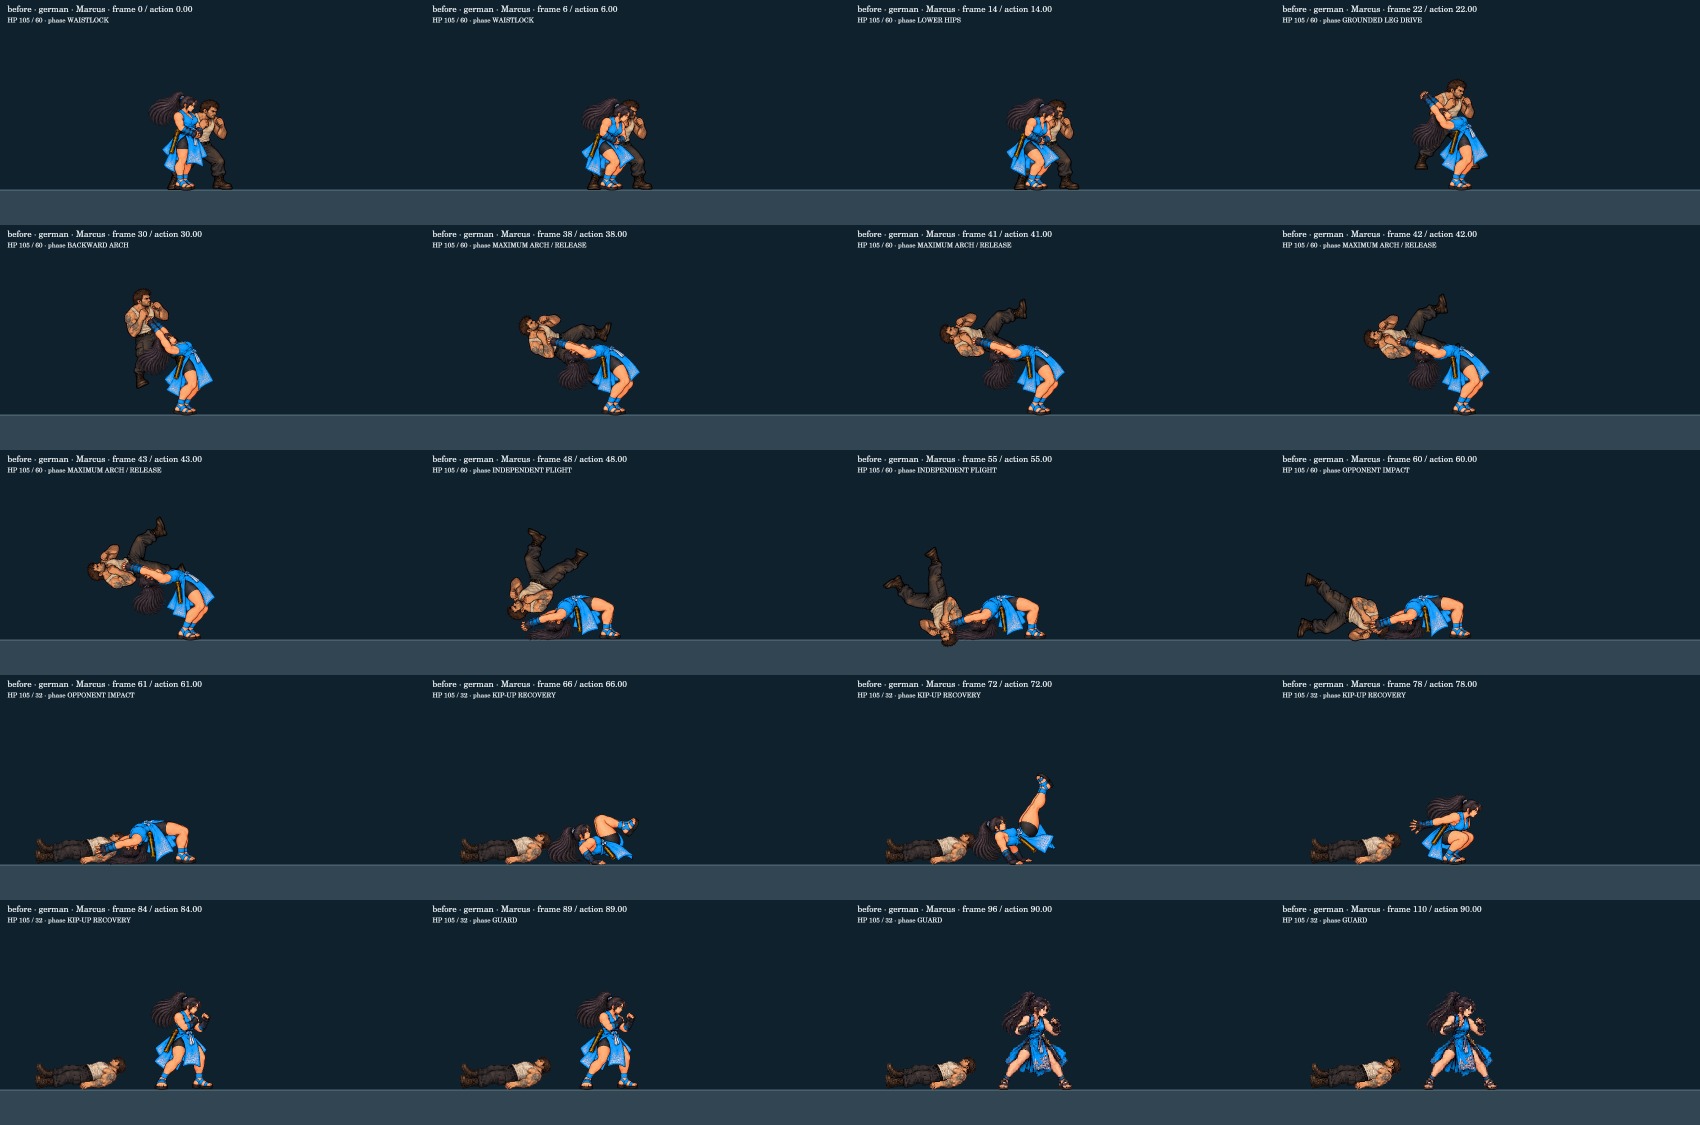 before · german · Marcus · frame 0 / action 0.00
HP 105 / 60 · phase WAISTLOCK
before · german · Marcus · frame 6 / action 6.00
HP 105 / 60 · phase WAISTLOCK
before · german · Marcus · frame 14 / action 14.00
HP 105 / 60 · phase LOWER HIPS
before · german · Marcus · frame 22 / action 22.00
HP 105 / 60 · phase GROUNDED LEG DRIVE
before · german · Marcus · frame 30 / action 30.00
HP 105 / 60 · phase BACKWARD ARCH
before · german · Marcus · frame 38 / action 38.00
HP 105 / 60 · phase MAXIMUM ARCH / RELEASE
before · german · Marcus · frame 41 / action 41.00
HP 105 / 60 · phase MAXIMUM ARCH / RELEASE
before · german · Marcus · frame 42 / action 42.00
HP 105 / 60 · phase MAXIMUM ARCH / RELEASE
before · german · Marcus · frame 43 / action 43.00
HP 105 / 60 · phase MAXIMUM ARCH / RELEASE
before · german · Marcus · frame 48 / action 48.00
HP 105 / 60 · phase INDEPENDENT FLIGHT
before · german · Marcus · frame 55 / action 55.00
HP 105 / 60 · phase INDEPENDENT FLIGHT
before · german · Marcus · frame 60 / action 60.00
HP 105 / 60 · phase OPPONENT IMPACT
before · german · Marcus · frame 61 / action 61.00
HP 105 / 32 · phase OPPONENT IMPACT
before · german · Marcus · frame 66 / action 66.00
HP 105 / 32 · phase KIP-UP RECOVERY
before · german · Marcus · frame 72 / action 72.00
HP 105 / 32 · phase KIP-UP RECOVERY
before · german · Marcus · frame 78 / action 78.00
HP 105 / 32 · phase KIP-UP RECOVERY
before · german · Marcus · frame 84 / action 84.00
HP 105 / 32 · phase KIP-UP RECOVERY
before · german · Marcus · frame 89 / action 89.00
HP 105 / 32 · phase GUARD
before · german · Marcus · frame 96 / action 90.00
HP 105 / 32 · phase GUARD
before · german · Marcus · frame 110 / action 90.00
HP 105 / 32 · phase GUARD